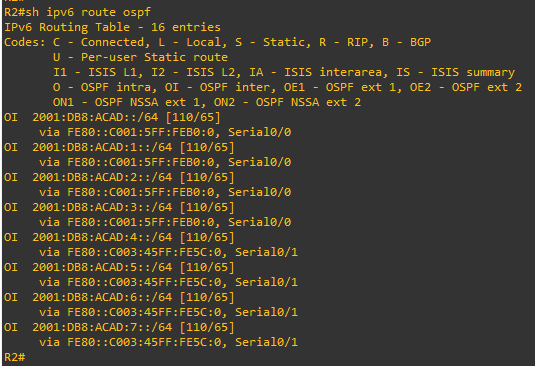 R2#sh ipv6 route ospf
IPv6 Routing Table - 16 entries
Codes: C - Connected, L - Local, S - Static, R - RIP, B - BGP
       U - Per-user Static route
       I1 - ISIS L1, I2 - ISIS L2, IA - ISIS interarea, IS - ISIS summary
       O - OSPF intra, OI - OSPF inter, OE1 - OSPF ext 1, OE2 - OSPF ext 2
       ON1 - OSPF NSSA ext 1, ON2 - OSPF NSSA ext 2
OI  2001:DB8:ACAD::/64 [110/65]
     via FE80::C001:5FF:FEB0:0, Serial0/0
OI  2001:DB8:ACAD:1::/64 [110/65]
     via FE80::C001:5FF:FEB0:0, Serial0/0
OI  2001:DB8:ACAD:2::/64 [110/65]
     via FE80::C001:5FF:FEB0:0, Serial0/0
OI  2001:DB8:ACAD:3::/64 [110/65]
     via FE80::C001:5FF:FEB0:0, Serial0/0
OI  2001:DB8:ACAD:4::/64 [110/65]
     via FE80::C003:45FF:FE5C:0, Serial0/1
OI  2001:DB8:ACAD:5::/64 [110/65]
     via FE80::C003:45FF:FE5C:0, Serial0/1
OI  2001:DB8:ACAD:6::/64 [110/65]
     via FE80::C003:45FF:FE5C:0, Serial0/1
OI  2001:DB8:ACAD:7::/64 [110/65]
     via FE80::C003:45FF:FE5C:0, Serial0/1
R2#